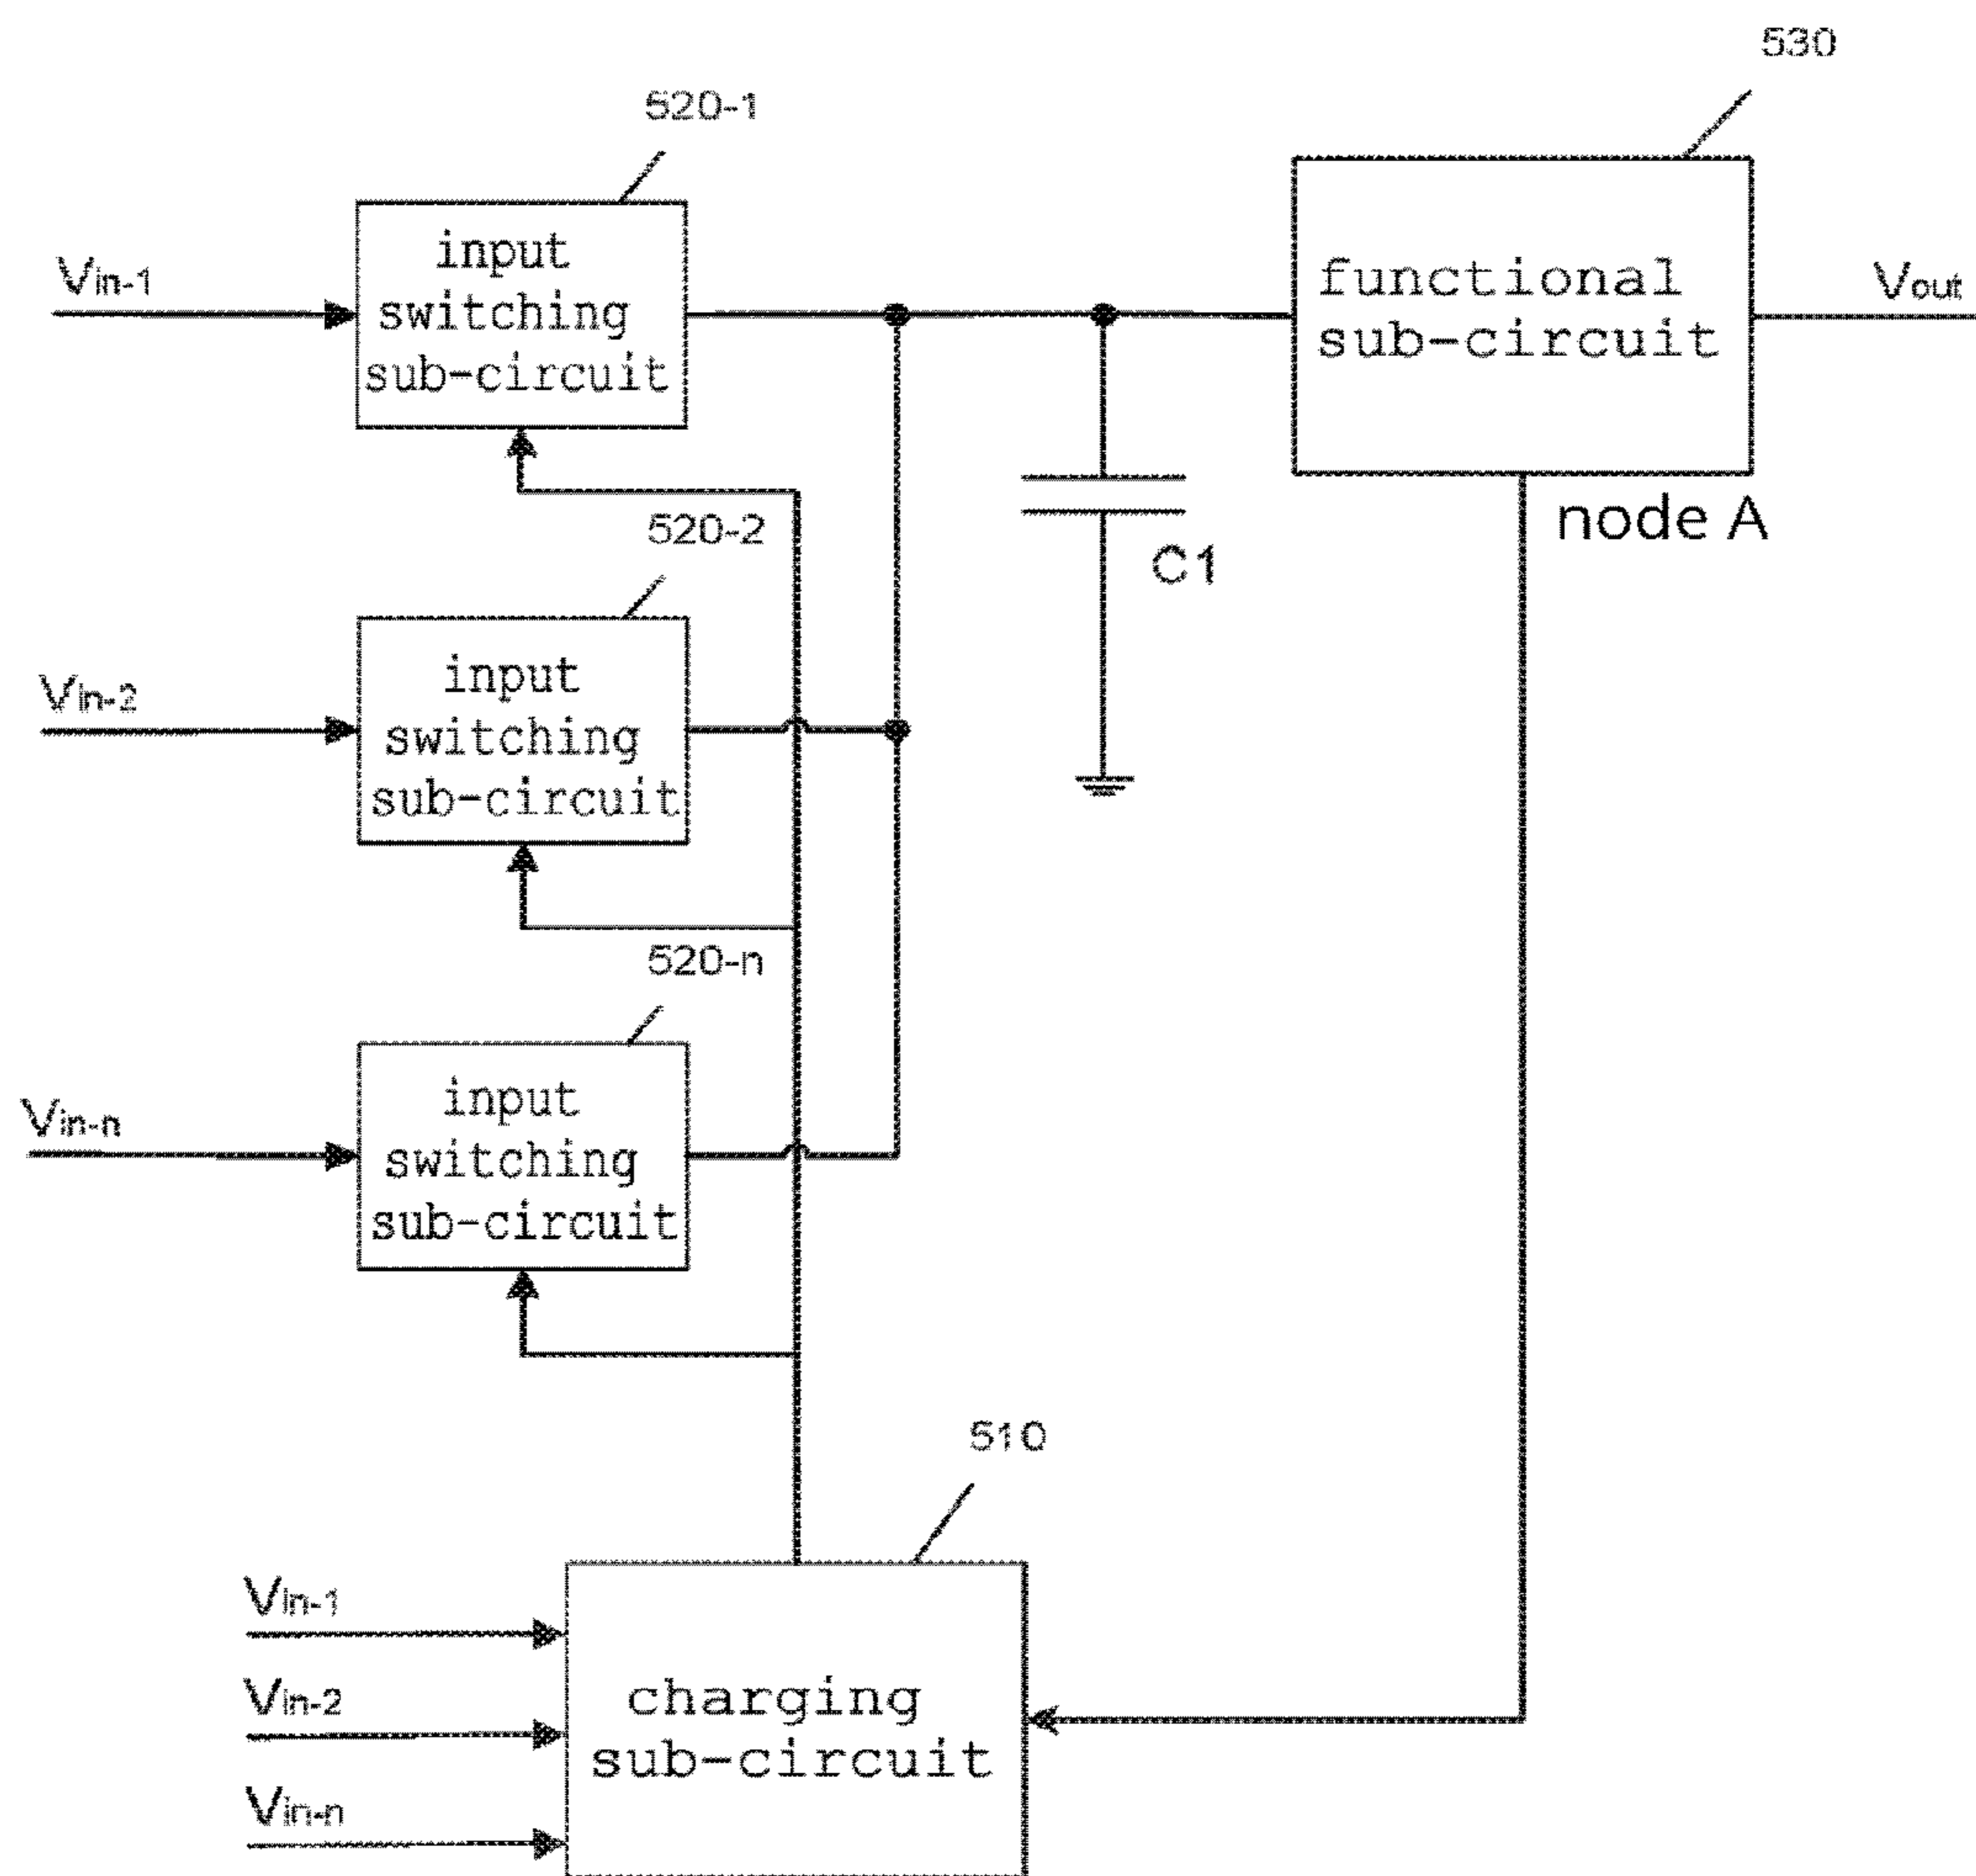 530
520-1
input
switching
sub-circuit
Vin-1
functional
sub-circuit
Vout
node A
520-2
C1
input
switching
sub-circuit
Vin-2
520-n
input
switching
sub-circuit
Vin-n
510
Vin-1
Vin-2
Vin-n
charging
sub-circuit